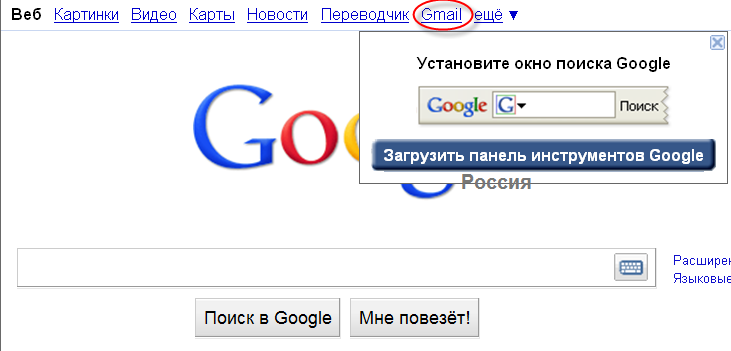 Веб Картинки Видео Карты Новости Переводчик Gmail ещё ▼
Установите окно поиска Google
Google G Поиск
Загрузить панель инструментов Google
Россия
Расширен
Языковые
Поиск в Google Мне повезёт!